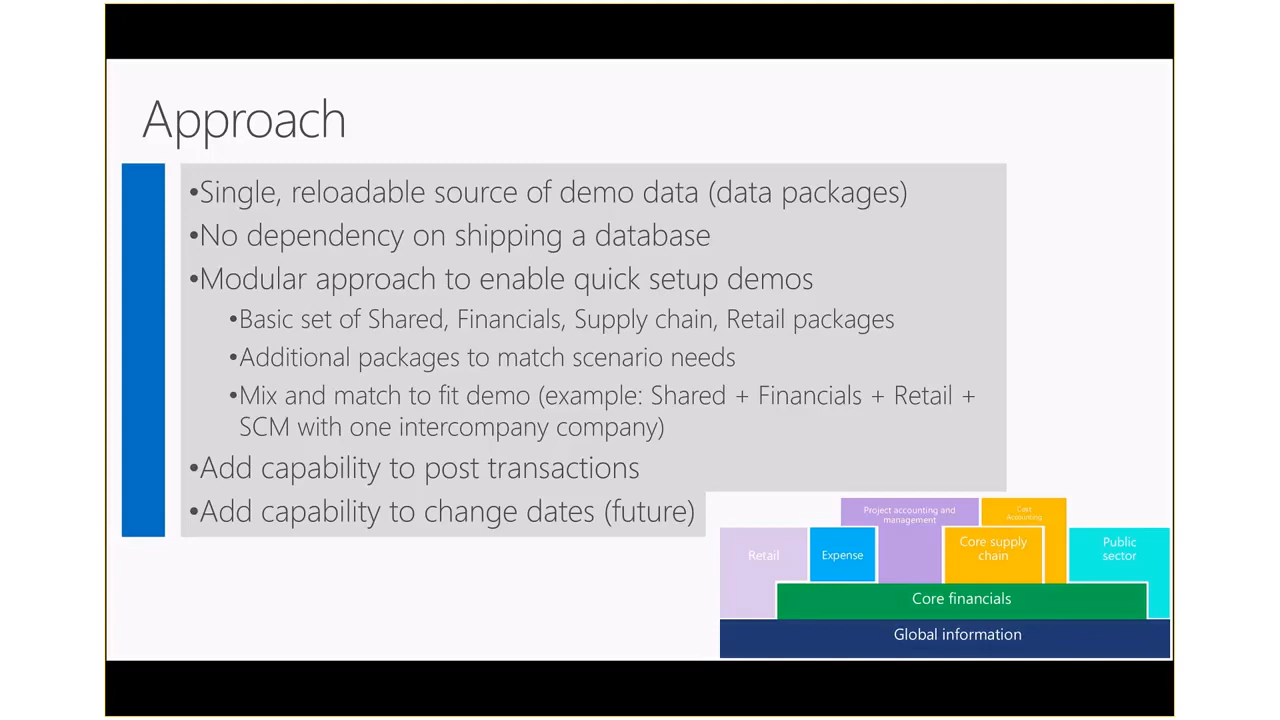 Approach
•Single, reloadable source of demo data (data packages)
•No dependency on shipping a database
•Modular approach to enable quick setup demos
•Basic set of Shared, Financials, Supply chain, Retail packages
•Additional packages to match scenario needs
•Mix and match to fit demo (example: Shared + Financials + Retail +
SCM with one intercompany company)
•Add capability to post transactions
•Add capability to change dates (future)
Project accounting and
management
Cost
Accounting
Retail
Expense
Core supply
chain
Public
sector
Core financials
Global information